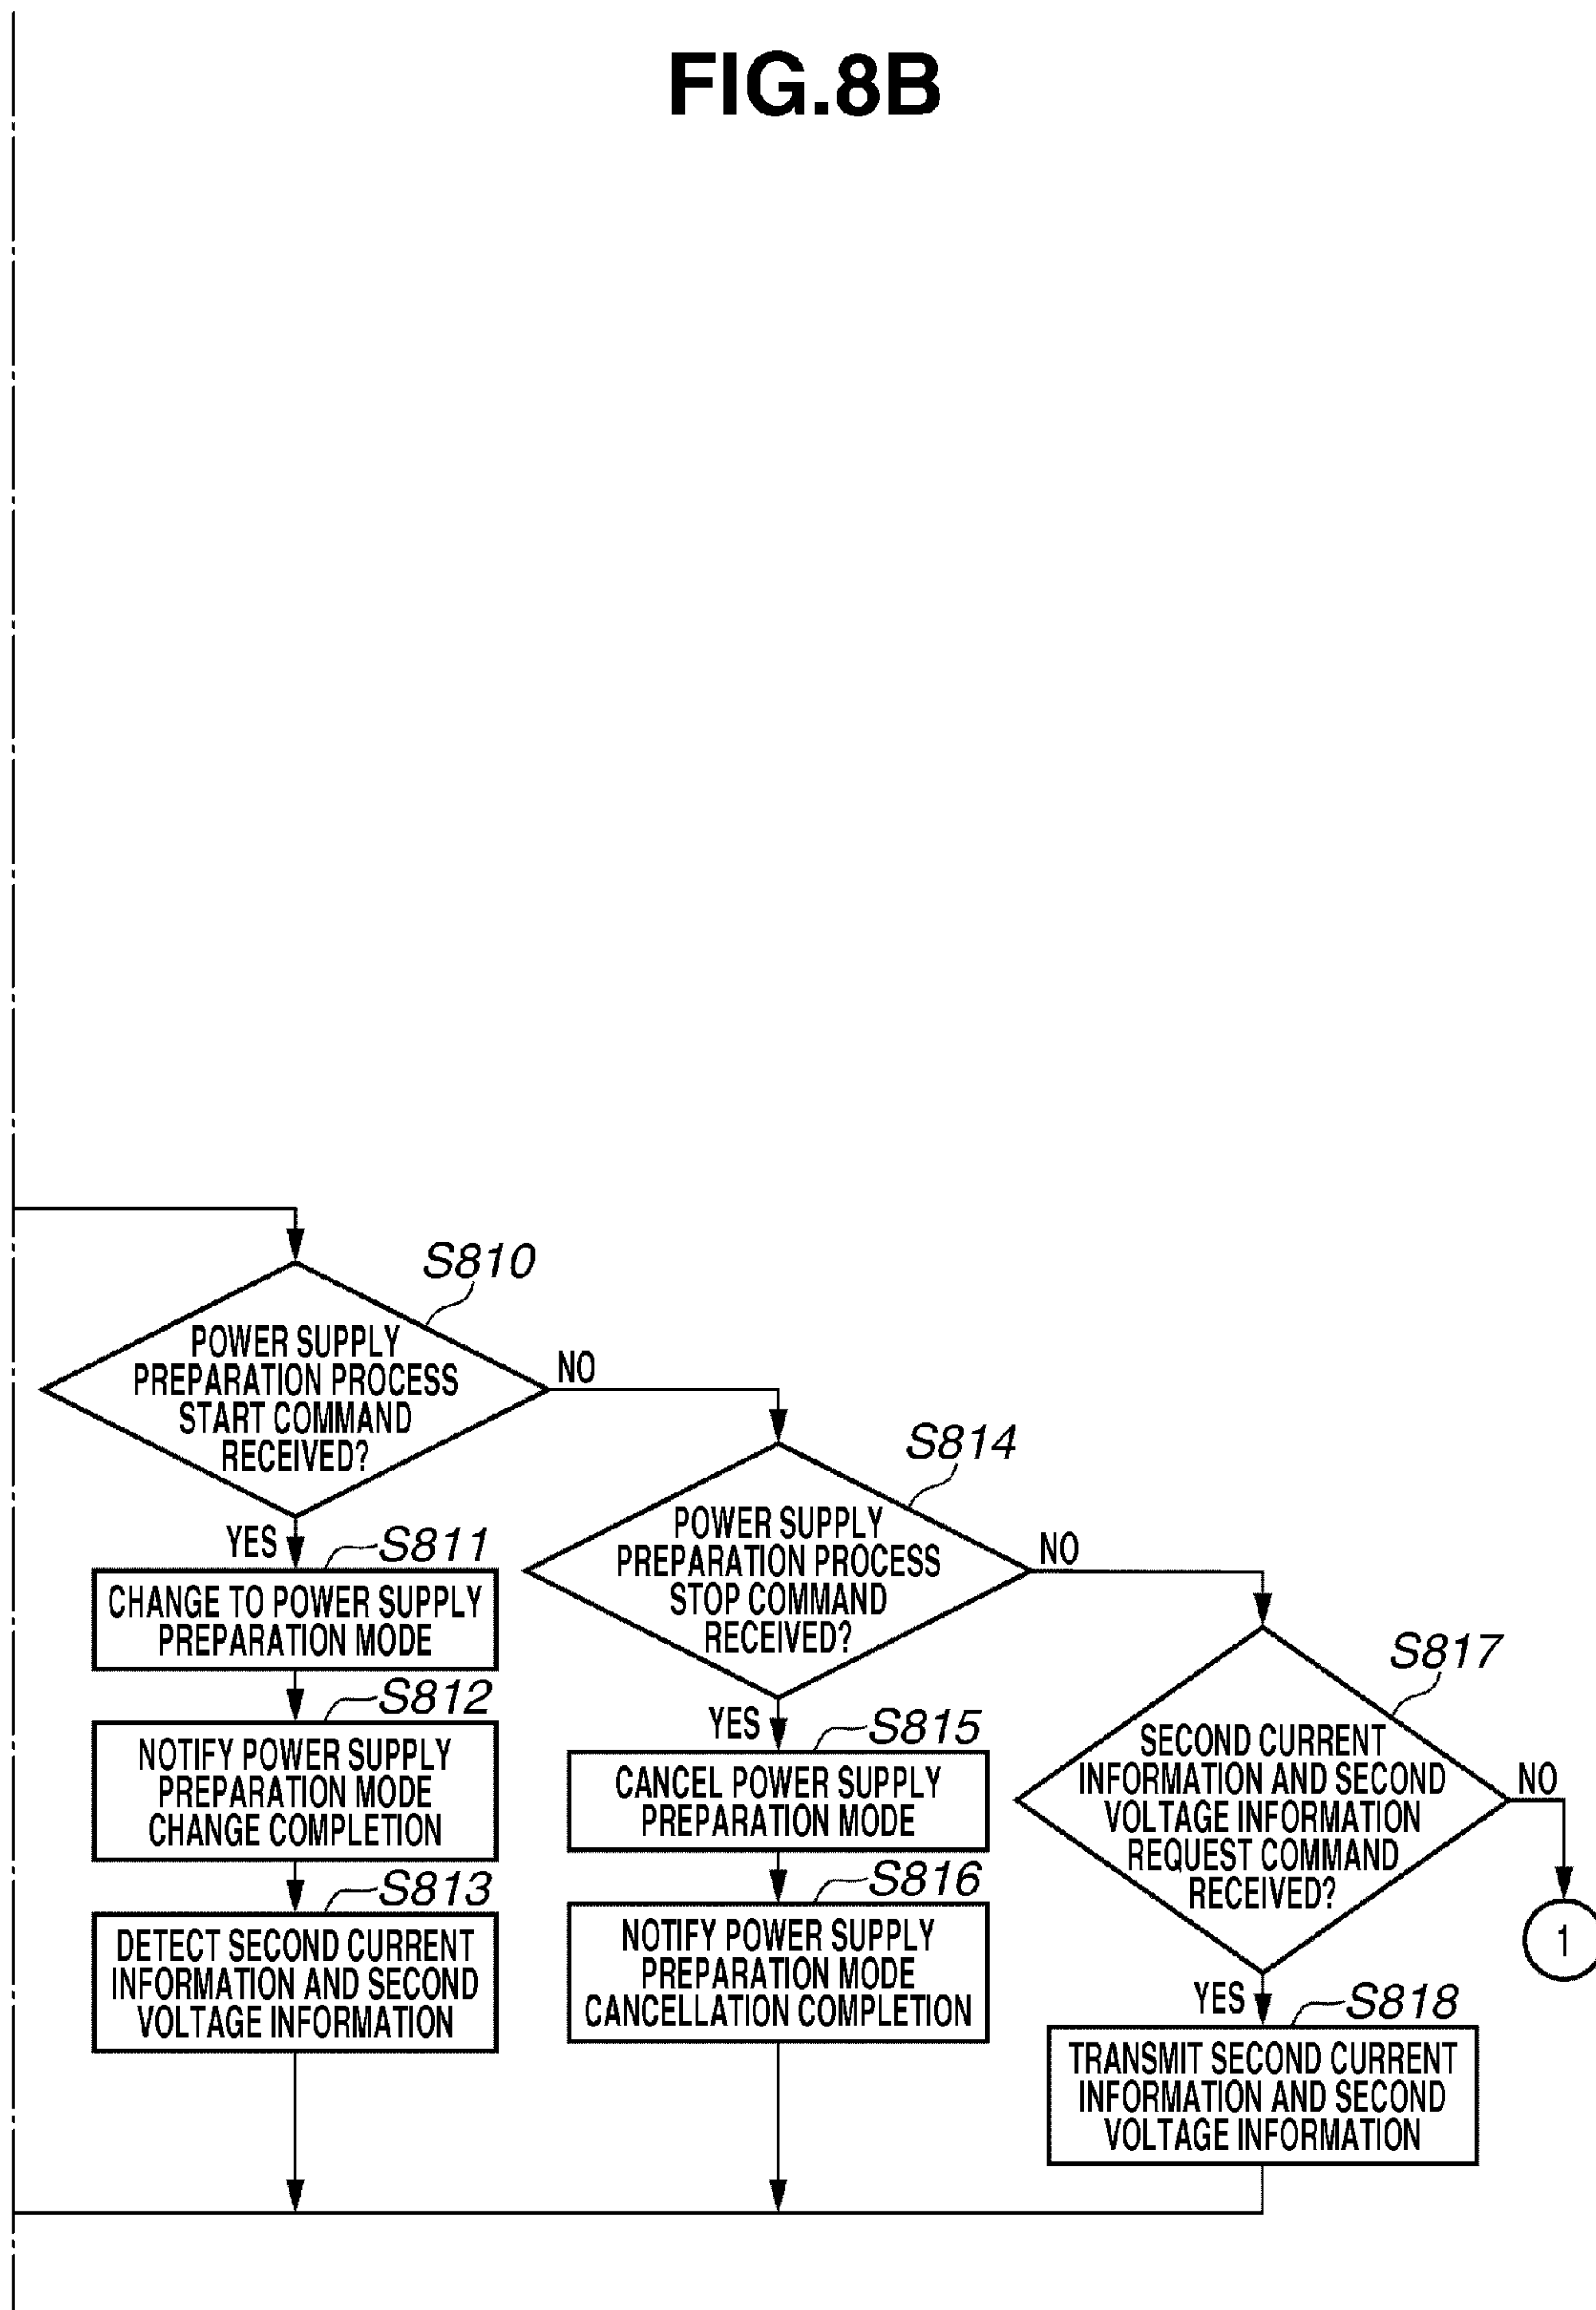 FIG.8B
S810
POWER SUPPLY
PREPARATION PROCESS
START COMMAND
RECEIVED?
NO
YES
S811
CHANGE TO POWER SUPPLY
PREPARATION MODE
S812
NOTIFY POWER SUPPLY
PREPARATION MODE
CHANGE COMPLETION
S813
DETECT SECOND CURRENT
INFORMATION AND SECOND
VOLTAGE INFORMATION
S814
POWER SUPPLY
PREPARATION PROCESS
STOP COMMAND
RECEIVED?
NO
YES
S815
CANCEL POWER SUPPLY
PREPARATION MODE
S816
NOTIFY POWER SUPPLY
PREPARATION MODE
CANCELLATION COMPLETION
S817
SECOND CURRENT
INFORMATION AND SECOND
VOLTAGE INFORMATION
REQUEST COMMAND
RECEIVED?
NO
1
YES
S818
TRANSMIT SECOND CURRENT
INFORMATION AND SECOND
VOLTAGE INFORMATION